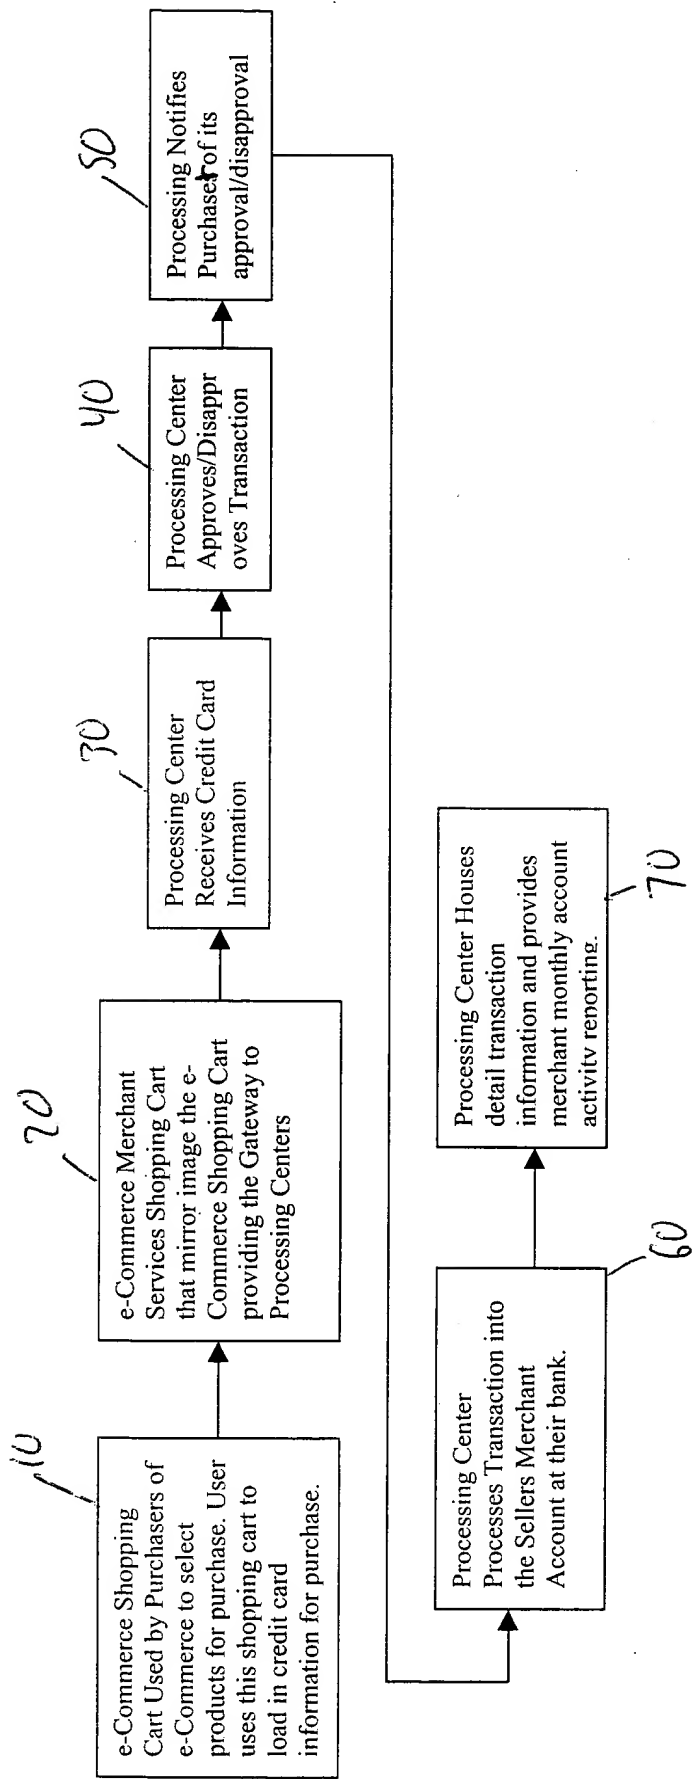 10
e-Commerce Shopping
Cart Used by Purchasers of
e-Commerce to select
products for purchase. User
uses this shopping cart to
load in credit card
information for purchase.
20
e-Commerce Merchant
Services Shopping Cart
that mirror image the e-
Commerce Shopping Cart
providing the Gateway to
Processing Centers
30
Processing Center
Receives Credit Card
Information
40
Processing Center
Approves/Disappr
oves Transaction
50
Processing Notifies
Purchaser of its
approval/disapproval
Processing Center
Processes Transaction into
the Sellers Merchant
Account at their bank.
60
Processing Center Houses
detail transaction
information and provides
merchant monthly account
activity reporting.
70